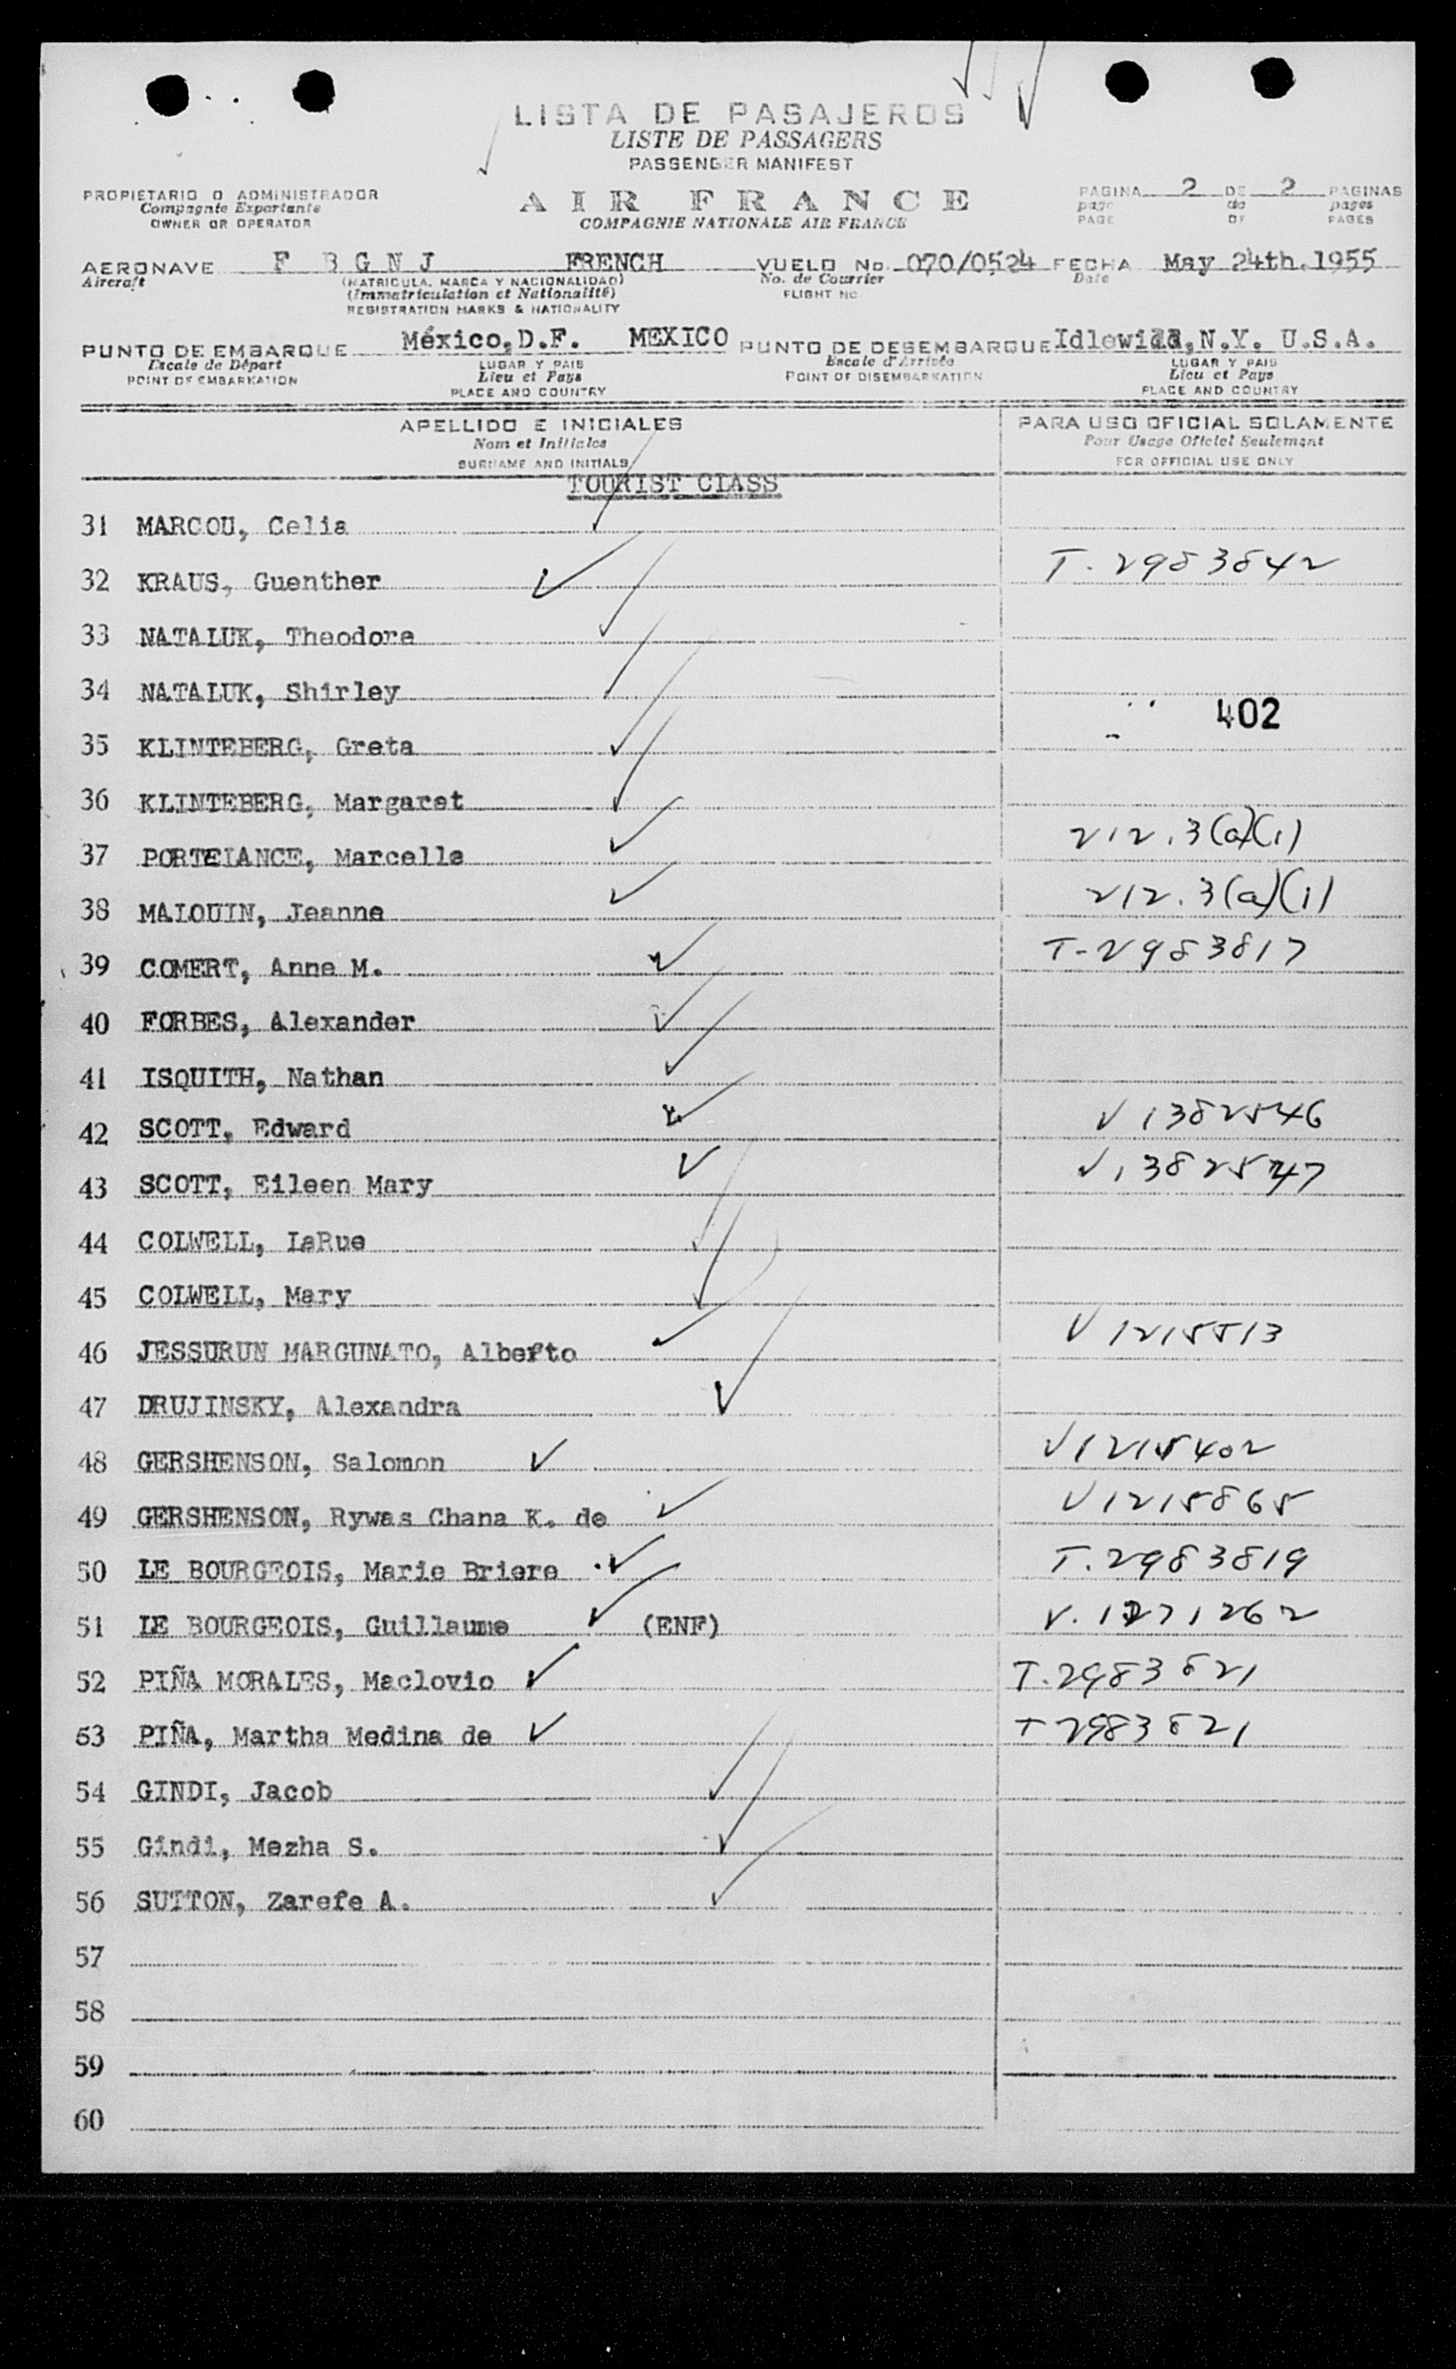 LISTA DE PASAJEROS
LISTE DE PASSAGERS
PASSENGER MANIFEST
PROPIETARIO O ADMINISTRADOR
Compagnie Exportante
OWNER OR OPERATOR
AIR FRANCE
COMPAGNIE NATIONALE AIR FRANCE
PAGINA 2 DE 2 PAGINAS
page de pages
PAGE OF PAGES
AERONAVE F B G N J FRENCH VUELO No. 070/0524 FECHA May 24th.1955
Aircraft (MATRICULA, MARCA Y NACIONALIDAD) No. de Courrier Date
(Immatriculation et Nationalité) FLIGHT NO
REGISTRATION MARKS & NATIONALITY
PUNTO DE EMBARQUE México,D.F. MEXICO PUNTO DE DESEMBARQUE Idlewild,N.Y. U.S.A.
Escale de Départ LUGAR Y PAIS Escale d'Arrivée LUGAR Y PAIS
POINT OF EMBARKATION Lieu et Pays POINT OF DISEMBARKATION Lieu et Pays
PLACE AND COUNTRY PLACE AND COUNTRY
APELLIDO E INICIALES PARA USO OFICIAL SOLAMENTE
Nom et Initiales Pour Usage Officiel Seulement
SURNAME AND INITIALS FOR OFFICIAL USE ONLY
TOURIST CLASS
31 MARCOU, Celia
32 KRAUS, Guenther T. 2983842
33 NATALUK, Theodore
34 NATALUK, Shirley
402
35 KLINTEBERG, Greta
36 KLINTEBERG, Margaret
37 PORTELANCE, Marcelle 212.3(a)(1)
38 MALOUIN, Jeanne 212.3(a)(1)
39 COMERT, Anne M. T-2983817
40 FORBES, Alexander
41 ISQUITH, Nathan
42 SCOTT, Edward V 1382546
43 SCOTT, Eileen Mary V 1382547
44 COLWELL, LaRue
45 COLWELL, Mary
46 JESSURUN MARGUNATO, Alberto V 1215513
47 DRUJINSKY, Alexandra
48 GERSHENSON, Salomon V1215402
49 GERSHENSON, Rywas Chana K. de V1215865
50 LE BOURGEOIS, Marie Briere T.2983819
51 LE BOURGEOIS, Guillaume (ENF) V. 1271262
52 PIÑA MORALES, Maclovio T.2983821
53 PIÑA, Martha Medina de T 2983821
54 GINDI, Jacob
55 Gindi, Mezha S.
56 SUTTON, Zarefe A.
57
58
59
60